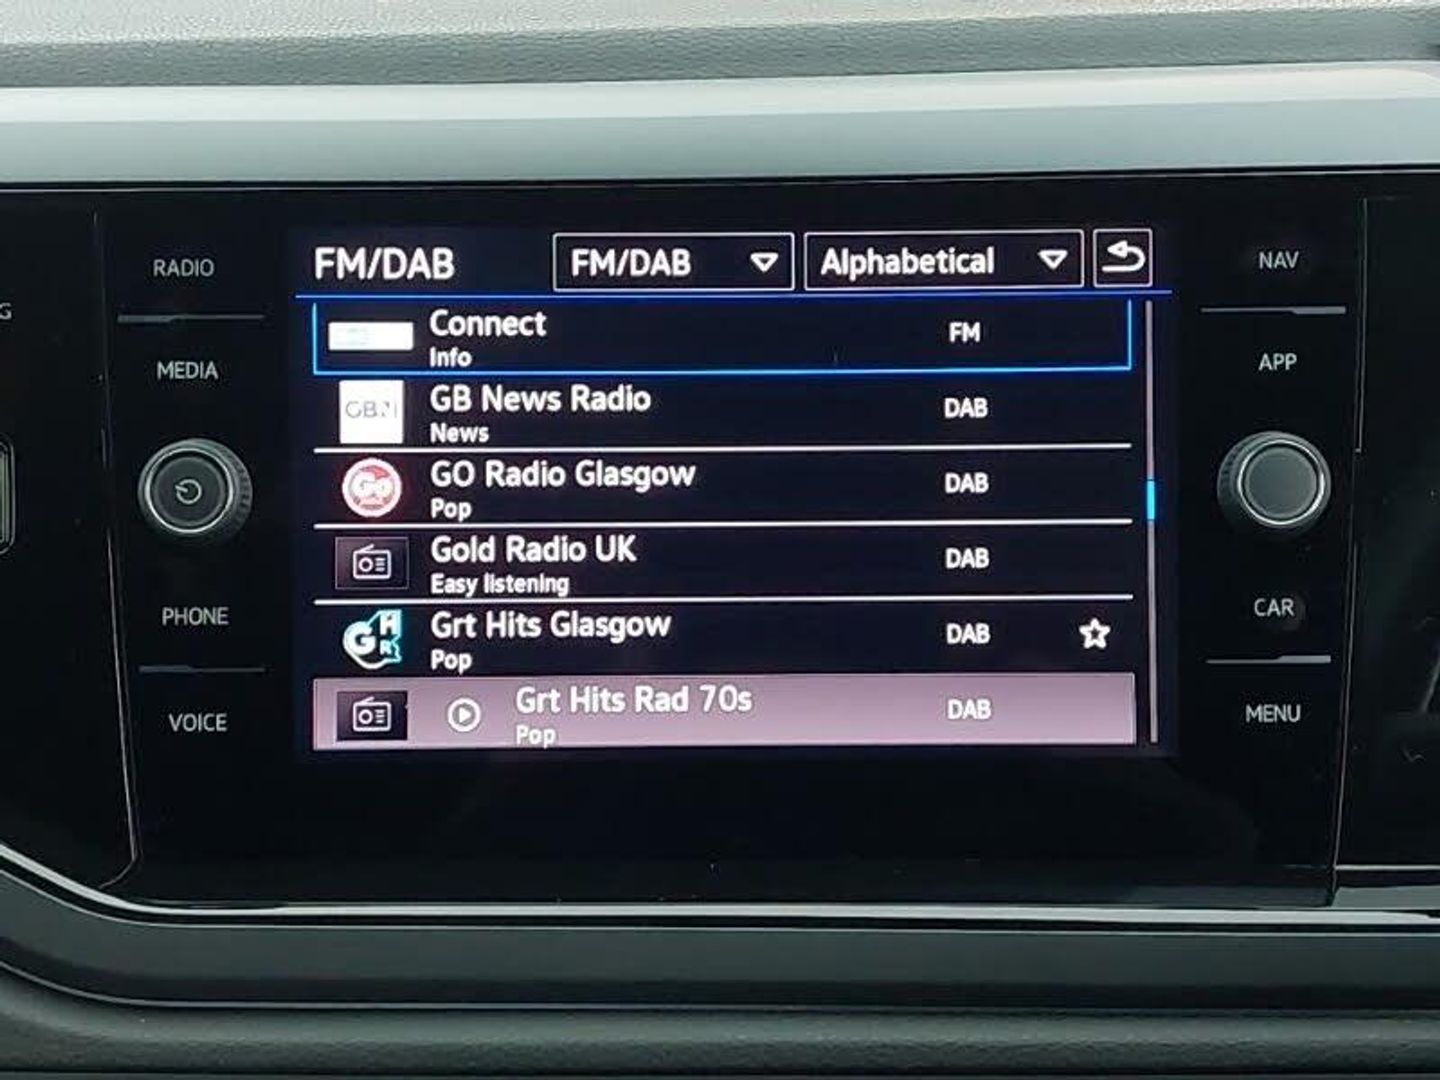 FM/DAB FM/DAB Alphabetical
Connect FM
Info
GB News Radio DAB
News
GO Radio Glasgow DAB
Pop
Gold Radio UK DAB
Easy listening
Grt Hits Glasgow DAB
Pop
Grt Hits Rad 70s DAB
Pop
RADIO
MEDIA
PHONE
VOICE
NAV
APP
CAR
MENU
G
Go
GHR